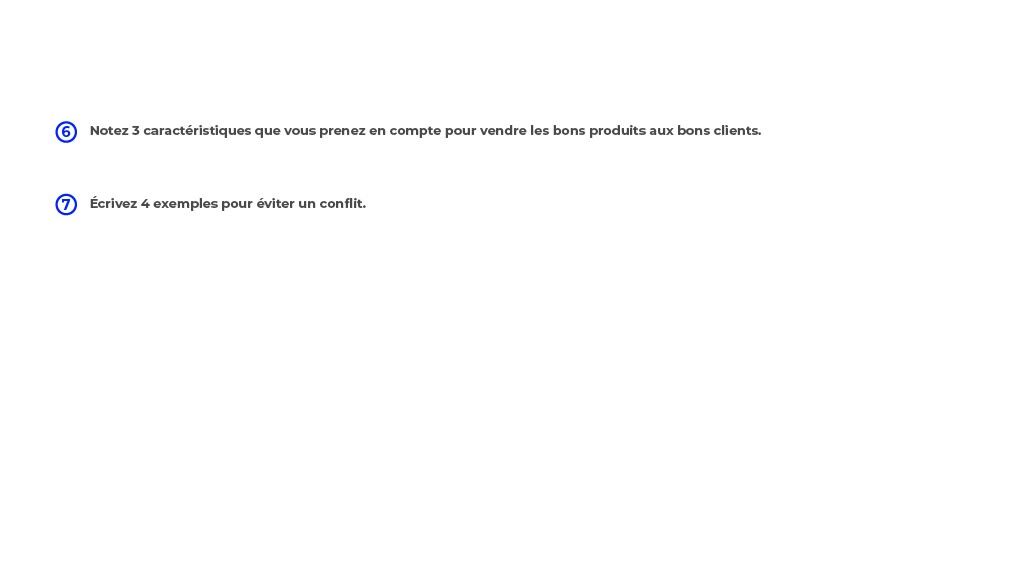 6 Notez 3 caractéristiques que vous prenez en compte pour vendre les bons produits aux bons clients.
7 Écrivez 4 exemples pour éviter un conflit.